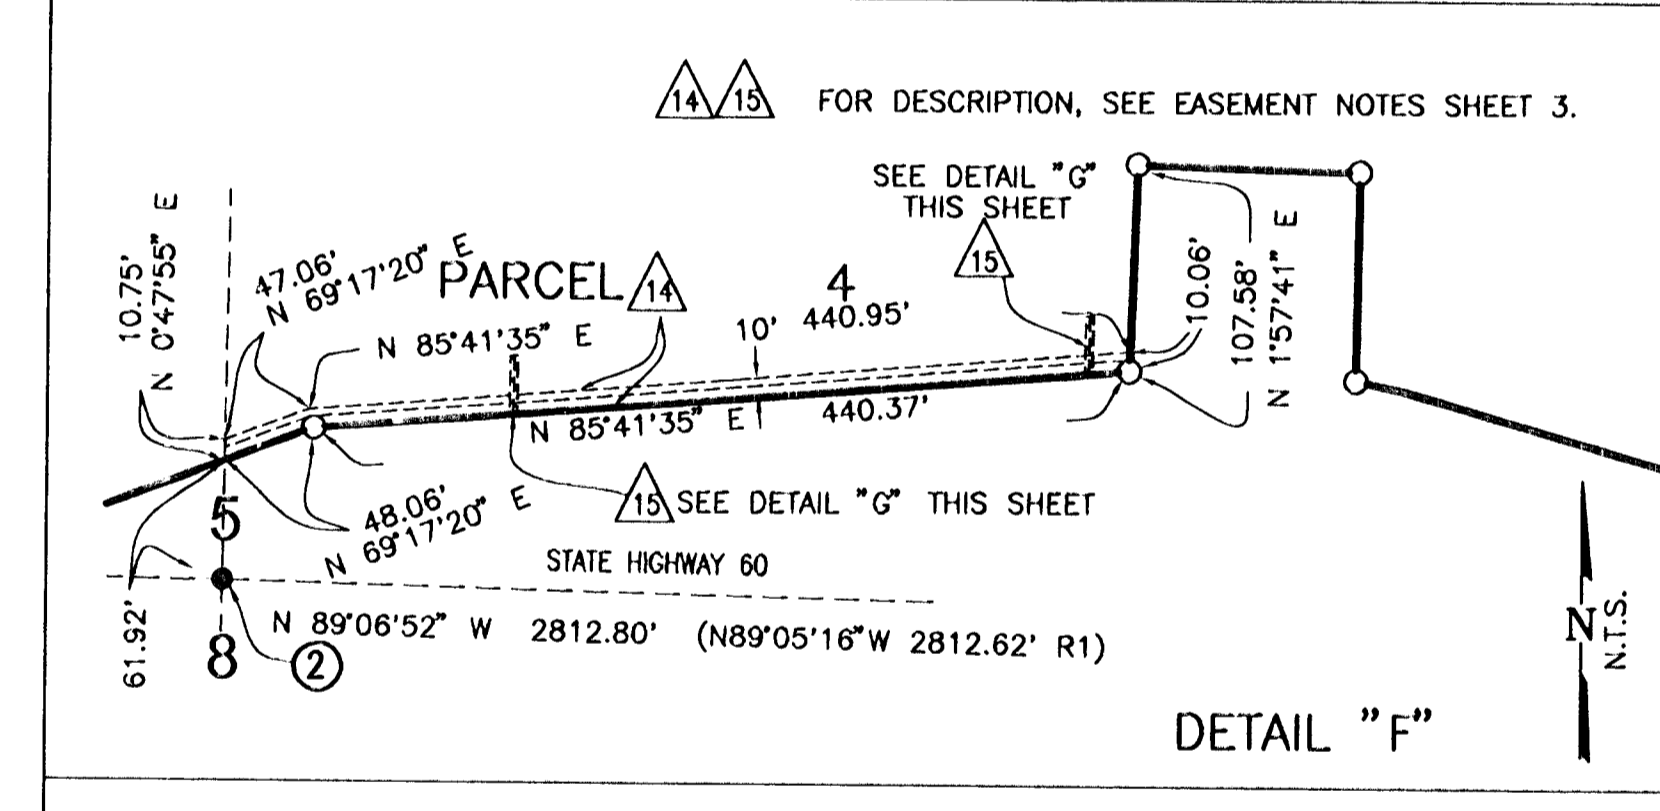 14 15 FOR DESCRIPTION, SEE EASEMENT NOTES SHEET 3.
SEE DETAIL "G"
THIS SHEET
15
10.75'
N 0°47'55" E
47.06'
N 69°17'20" E
PARCEL 14 4
N 85°41'35" E
10' 440.95'
10.06'
107.58'
N 1°57'41" E
N 85°41'35" E
440.37'
5
48.06'
N 69°17'20" E
15 SEE DETAIL "G" THIS SHEET
STATE HIGHWAY 60
61.92'
8
2
N 89°06'52" W 2812.80' (N89°05'16"W 2812.62' R1)
N
N.T.S.
DETAIL "F"